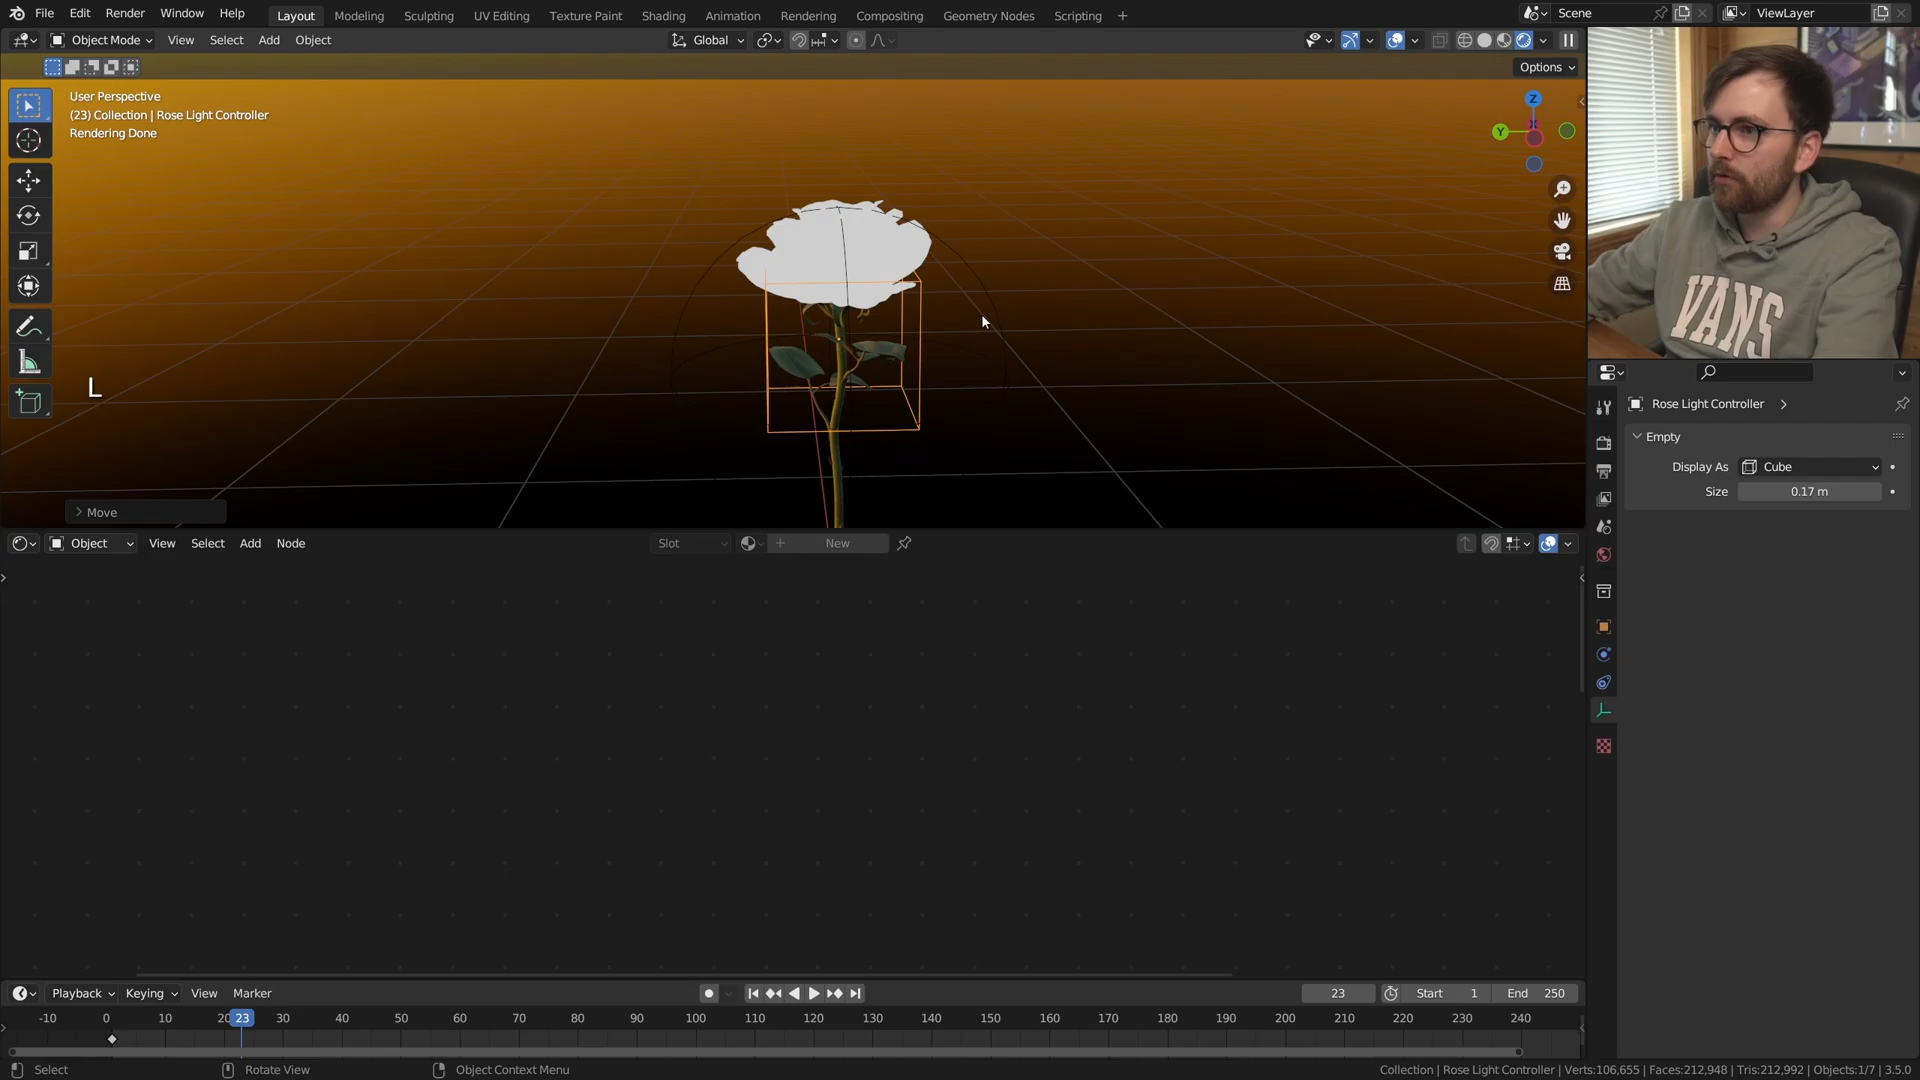 File Edit Render Window Help Layout Modeling Sculpting UV Editing Texture Paint Shading Animation Rendering Compositing Geometry Nodes Scripting Scene ViewLayer
Object Mode View Select Add Object Global
Options
User Perspective
(23) Collection | Rose Light Controller
Rendering Done
Z
Y
X
L
VANS
Move
Rose Light Controller
Empty
Display As Cube
Size 0.17 m
Object View Select Add Node Slot New
Playback Keying View Marker 23 Start 1 End 250
-10 0 10 20 23 30 40 50 60 70 80 90 100 110 120 130 140 150 160 170 180 190 200 210 220 230 240
Select Rotate View Object Context Menu Collection | Rose Light Controller | Verts:106,655 | Faces:212,948 | Tris:212,992 | Objects:1/7 | 3.5.0